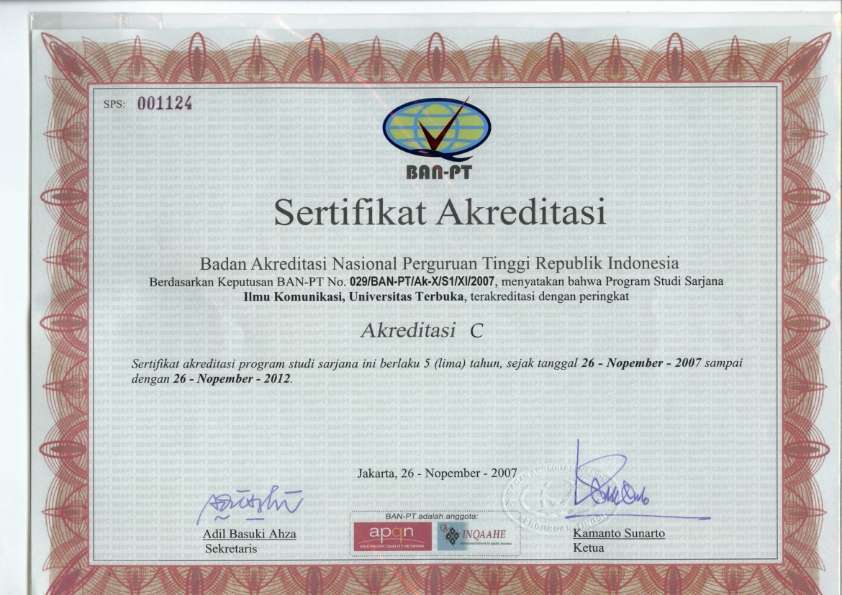 SPS: 001124
BAN-PT
Sertifikat Akreditasi
Badan Akreditasi Nasional Perguruan Tinggi Republik Indonesia
Berdasarkan Keputusan BAN-PT No. 029/BAN-PT/Ak-X/S1/XI/2007, menyatakan bahwa Program Studi Sarjana
Ilmu Komunikasi, Universitas Terbuka, terakreditasi dengan peringkat
Akreditasi C
Sertifikat akreditasi program studi sarjana ini berlaku 5 (lima) tahun, sejak tanggal 26 - Nopember - 2007 sampai
dengan 26 - Nopember - 2012.
Jakarta, 26 - Nopember - 2007
Adil Basuki Ahza
Sekretaris
BAN-PT adalah anggota:
apqn
INQAAHE
Kamanto Sunarto
Ketua